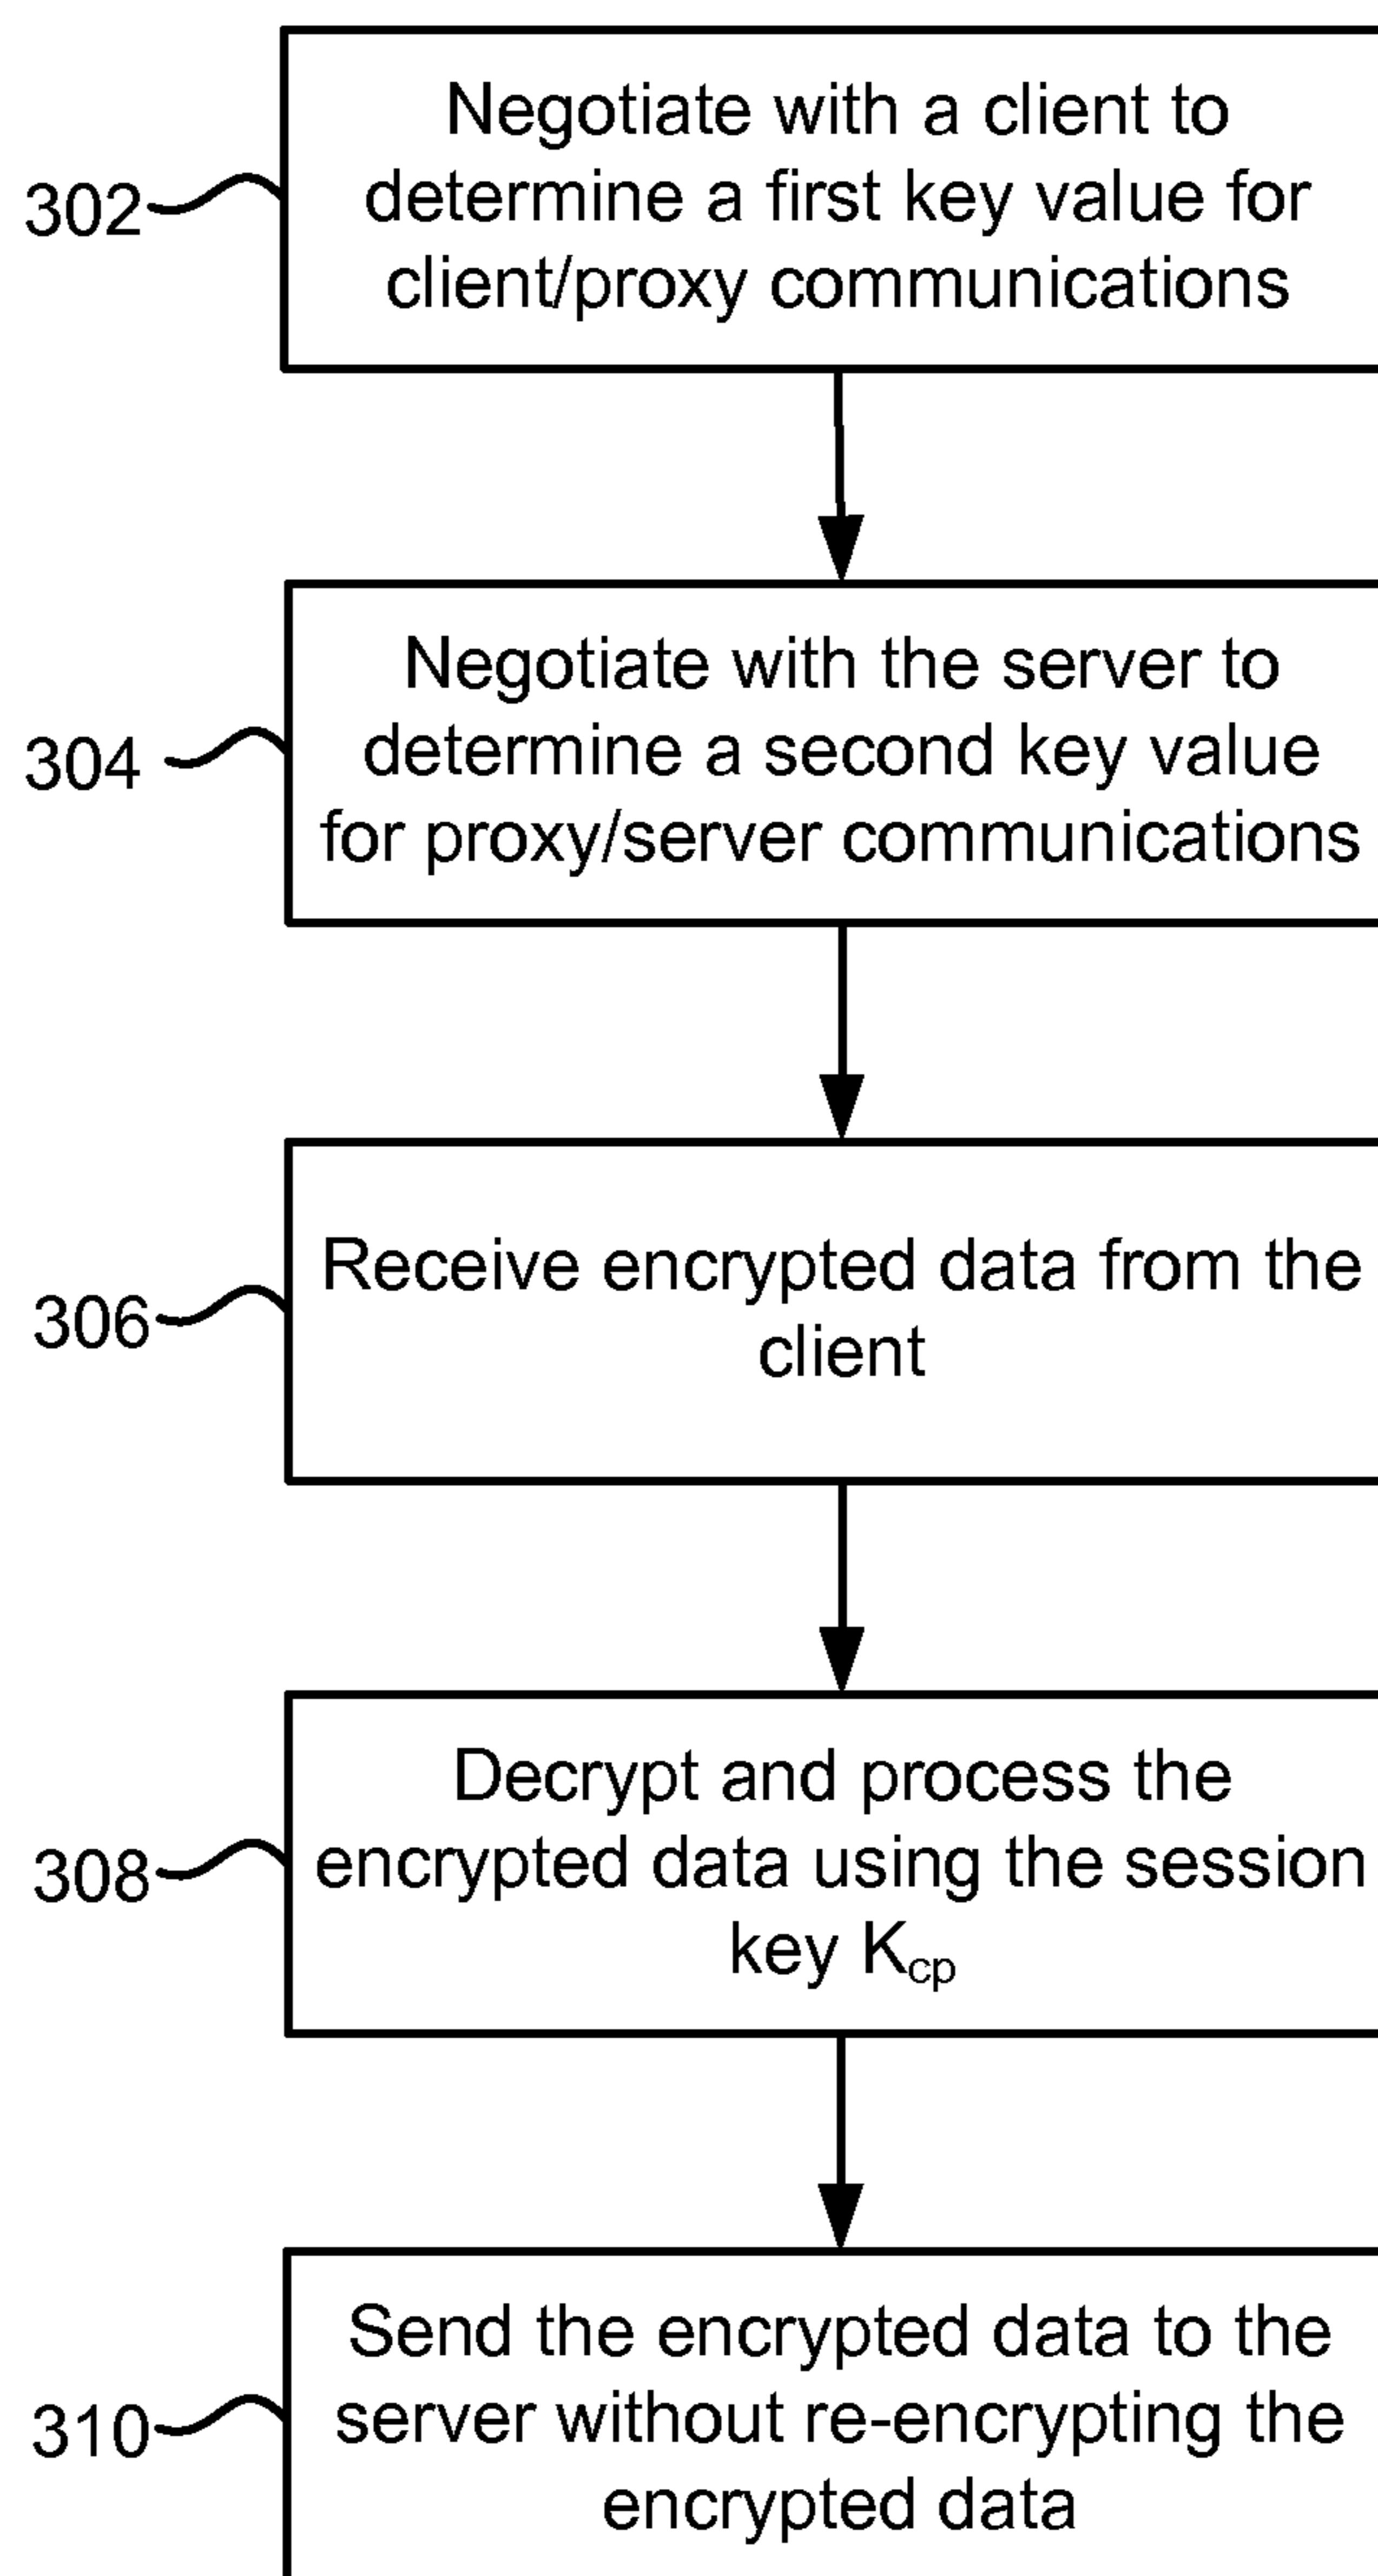 Negotiate with a client to
determine a first key value for
client/proxy communications
302
Negotiate with the server to
determine a second key value
for proxy/server communications
304
Receive encrypted data from the
client
306
Decrypt and process the
encrypted data using the session
key Kcp
308
Send the encrypted data to the
server without re-encrypting the
encrypted data
310